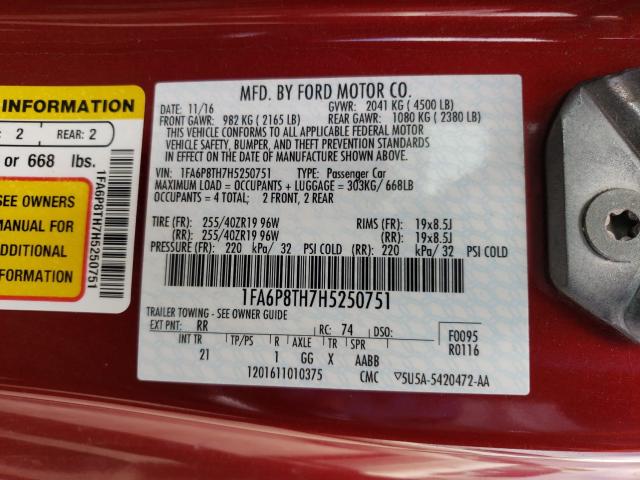 INFORMATION
: 2
REAR: 2
or 668 lbs.
SEE OWNERS
MANUAL FOR
ADDITIONAL
INFORMATION
1FA6P8TH7H5250751
MFD. BY FORD MOTOR CO.
DATE: 11/16 GVWR: 2041 KG ( 4500 LB)
FRONT GAWR: 982 KG ( 2165 LB) REAR GAWR: 1080 KG ( 2380 LB)
THIS VEHICLE CONFORMS TO ALL APPLICABLE FEDERAL MOTOR
VEHICLE SAFETY, BUMPER, AND THEFT PREVENTION STANDARDS IN EFFECT
ON THE DATE OF MANUFACTURE SHOWN ABOVE.
VIN: 1FA6P8TH7H5250751 TYPE: Passenger Car
MAXIMUM LOAD = OCCUPANTS + LUGGAGE = 303KG/ 668LB
OCCUPANTS = 4 TOTAL; 2 FRONT, 2 REAR
TIRE (FR): 255/40ZR19 96W RIMS (FR): 19x8.5J
(RR): 255/40ZR19 96W (RR): 19x8.5J
PRESSURE (FR): 220 kPa/ 32 PSI COLD (RR): 220 kPa/ 32 PSI COLD
1FA6P8TH7H5250751
TRAILER TOWING - SEE OWNER GUIDE
EXT PNT: RR RC: 74 DSO: F0095
R0116
INT TR TP/PS R AXLE TR SPR
21 1 GG X AABB
1201611010375 CMC 5U5A-5420472-AA